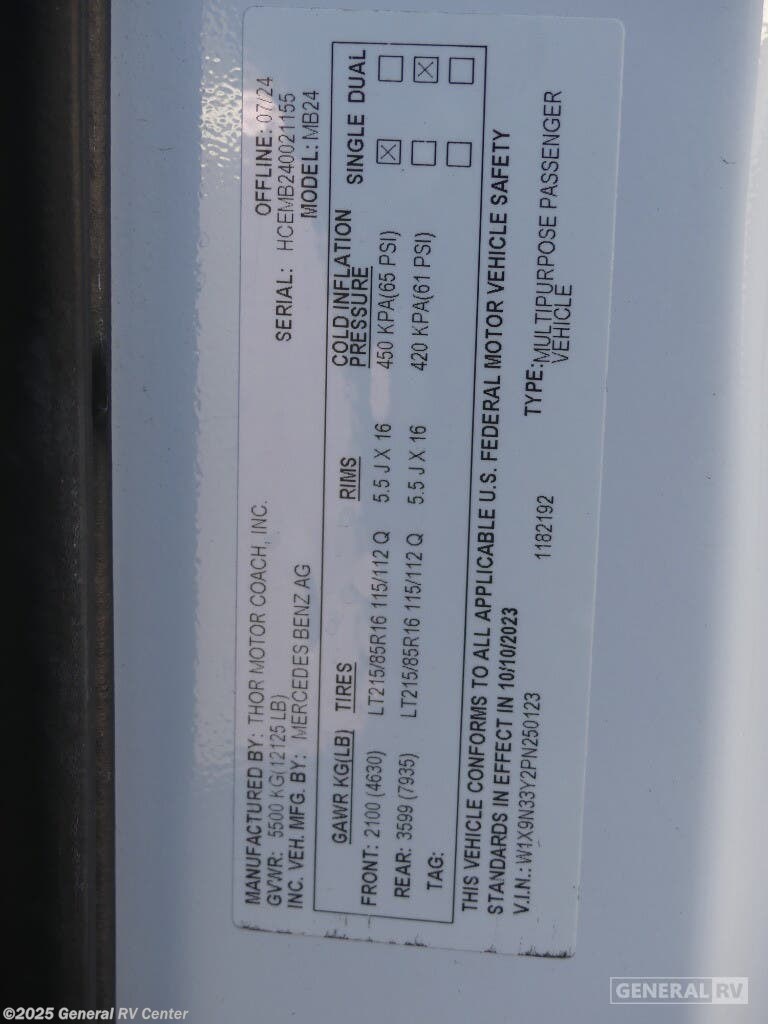 MANUFACTURED BY: THOR MOTOR COACH, INC. OFFLINE: 07/24
GVWR: 5500 KG(12125 LB) SERIAL: HCEMB240021155
INC. VEH. MFG. BY: MERCEDES BENZ AG MODEL: MB24
GAWR KG(LB) TIRES RIMS COLD INFLATION PRESSURE SINGLE DUAL
FRONT: 2100 (4630) LT215/85R16 115/112 Q 5.5 J X 16 450 KPA(65 PSI) ☒ ☐
REAR: 3599 (7935) LT215/85R16 115/112 Q 5.5 J X 16 420 KPA(61 PSI) ☐ ☒
TAG: ☐ ☐
THIS VEHICLE CONFORMS TO ALL APPLICABLE U.S. FEDERAL MOTOR VEHICLE SAFETY
STANDARDS IN EFFECT IN 10/10/2023
V.I.N.: W1X9N33Y2PN250123 1182192 TYPE: MULTIPURPOSE PASSENGER
VEHICLE
©2025 General RV Center
GENERAL RV